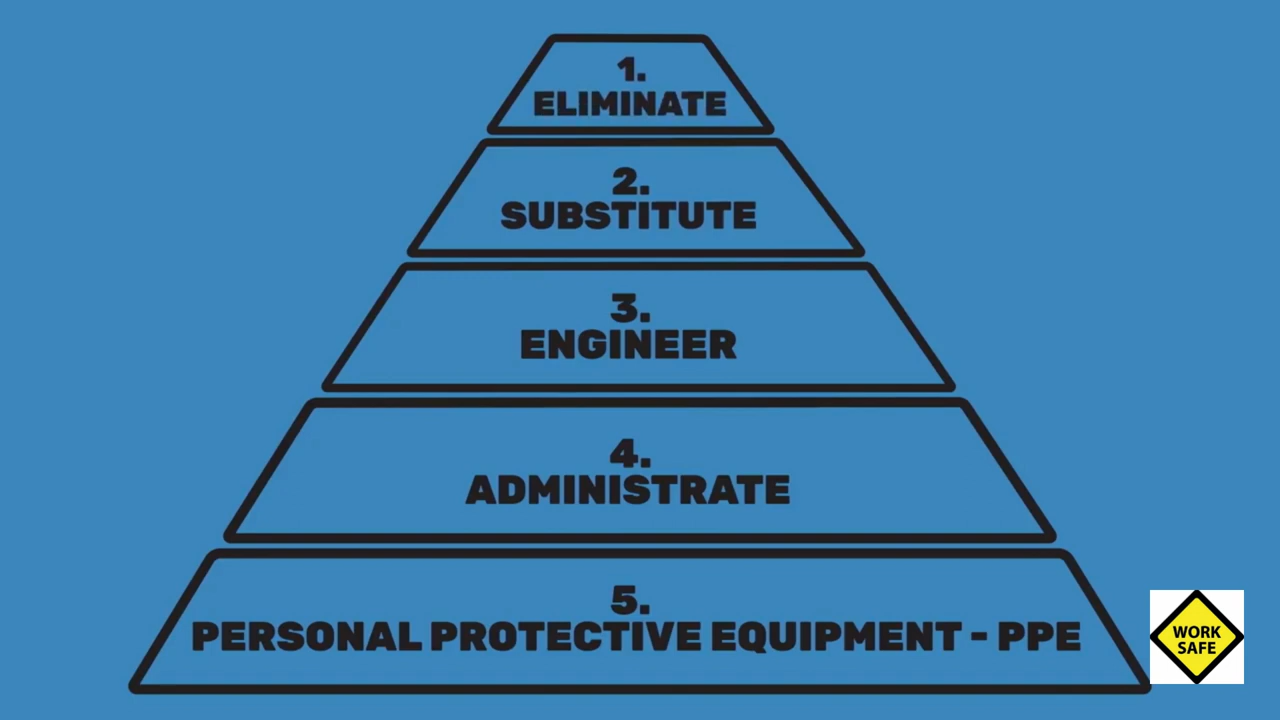 1.
ELIMINATE
2.
SUBSTITUTE
3.
ENGINEER
4.
ADMINISTRATE
5.
PERSONAL PROTECTIVE EQUIPMENT - PPE
WORK
SAFE